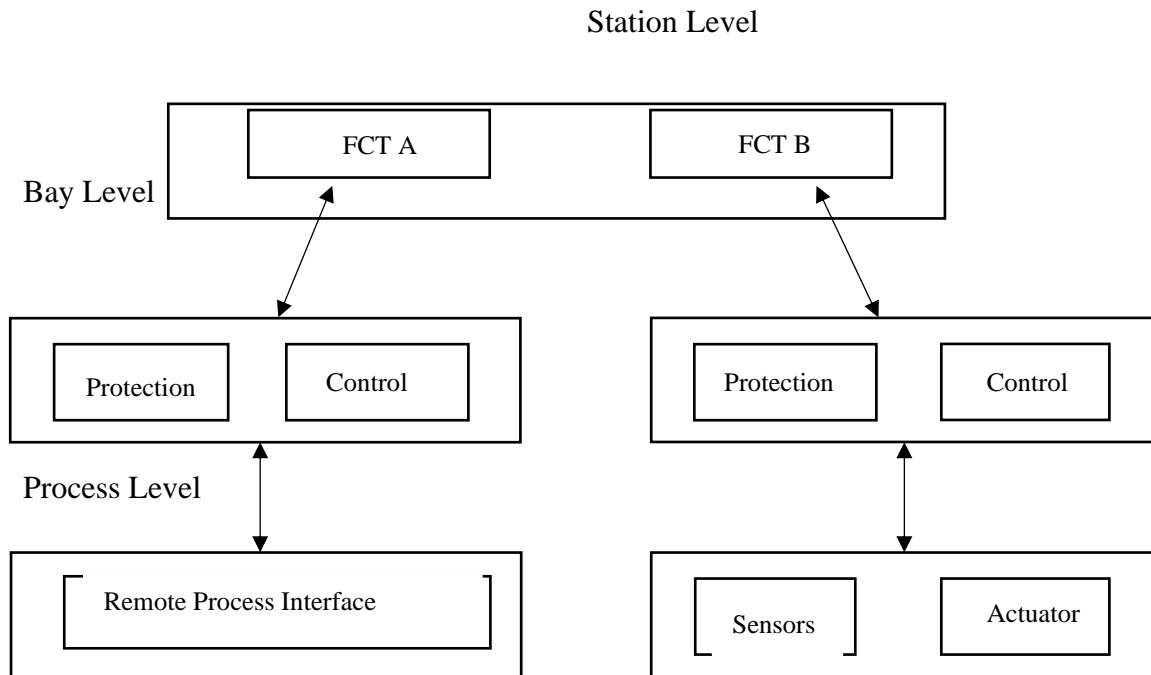 Station Level
FCT A
FCT B
Bay Level
Protection
Control
Protection
Control
Process Level
Remote Process Interface
Sensors
Actuator